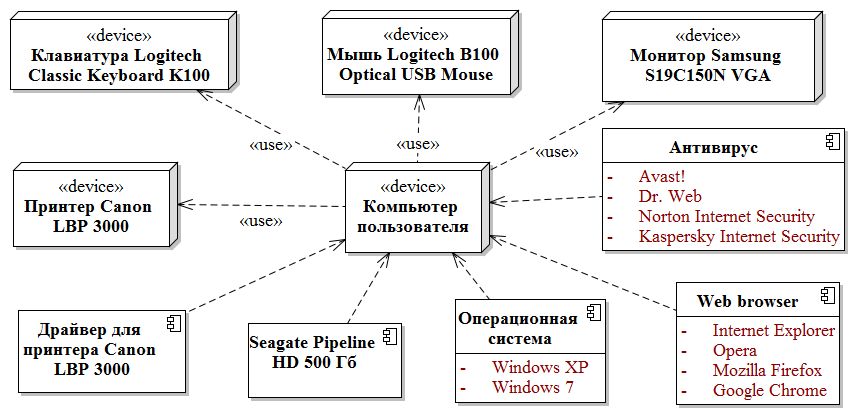 «device»
Клавиатура Logitech
Classic Keyboard K100
«device»
Мышь Logitech B100
Optical USB Mouse
«device»
Монитор Samsung
S19C150N VGA
«use»
«use»
«use»
«device»
Принтер Canon
LBP 3000
«use»
«device»
Компьютер
пользователя
Антивирус
- Avast!
- Dr. Web
- Norton Internet Security
- Kaspersky Internet Security
Драйвер для
принтера Canon
LBP 3000
Seagate Pipeline
HD 500 Гб
Операционная
система
- Windows XP
- Windows 7
Web browser
- Internet Explorer
- Opera
- Mozilla Firefox
- Google Chrome